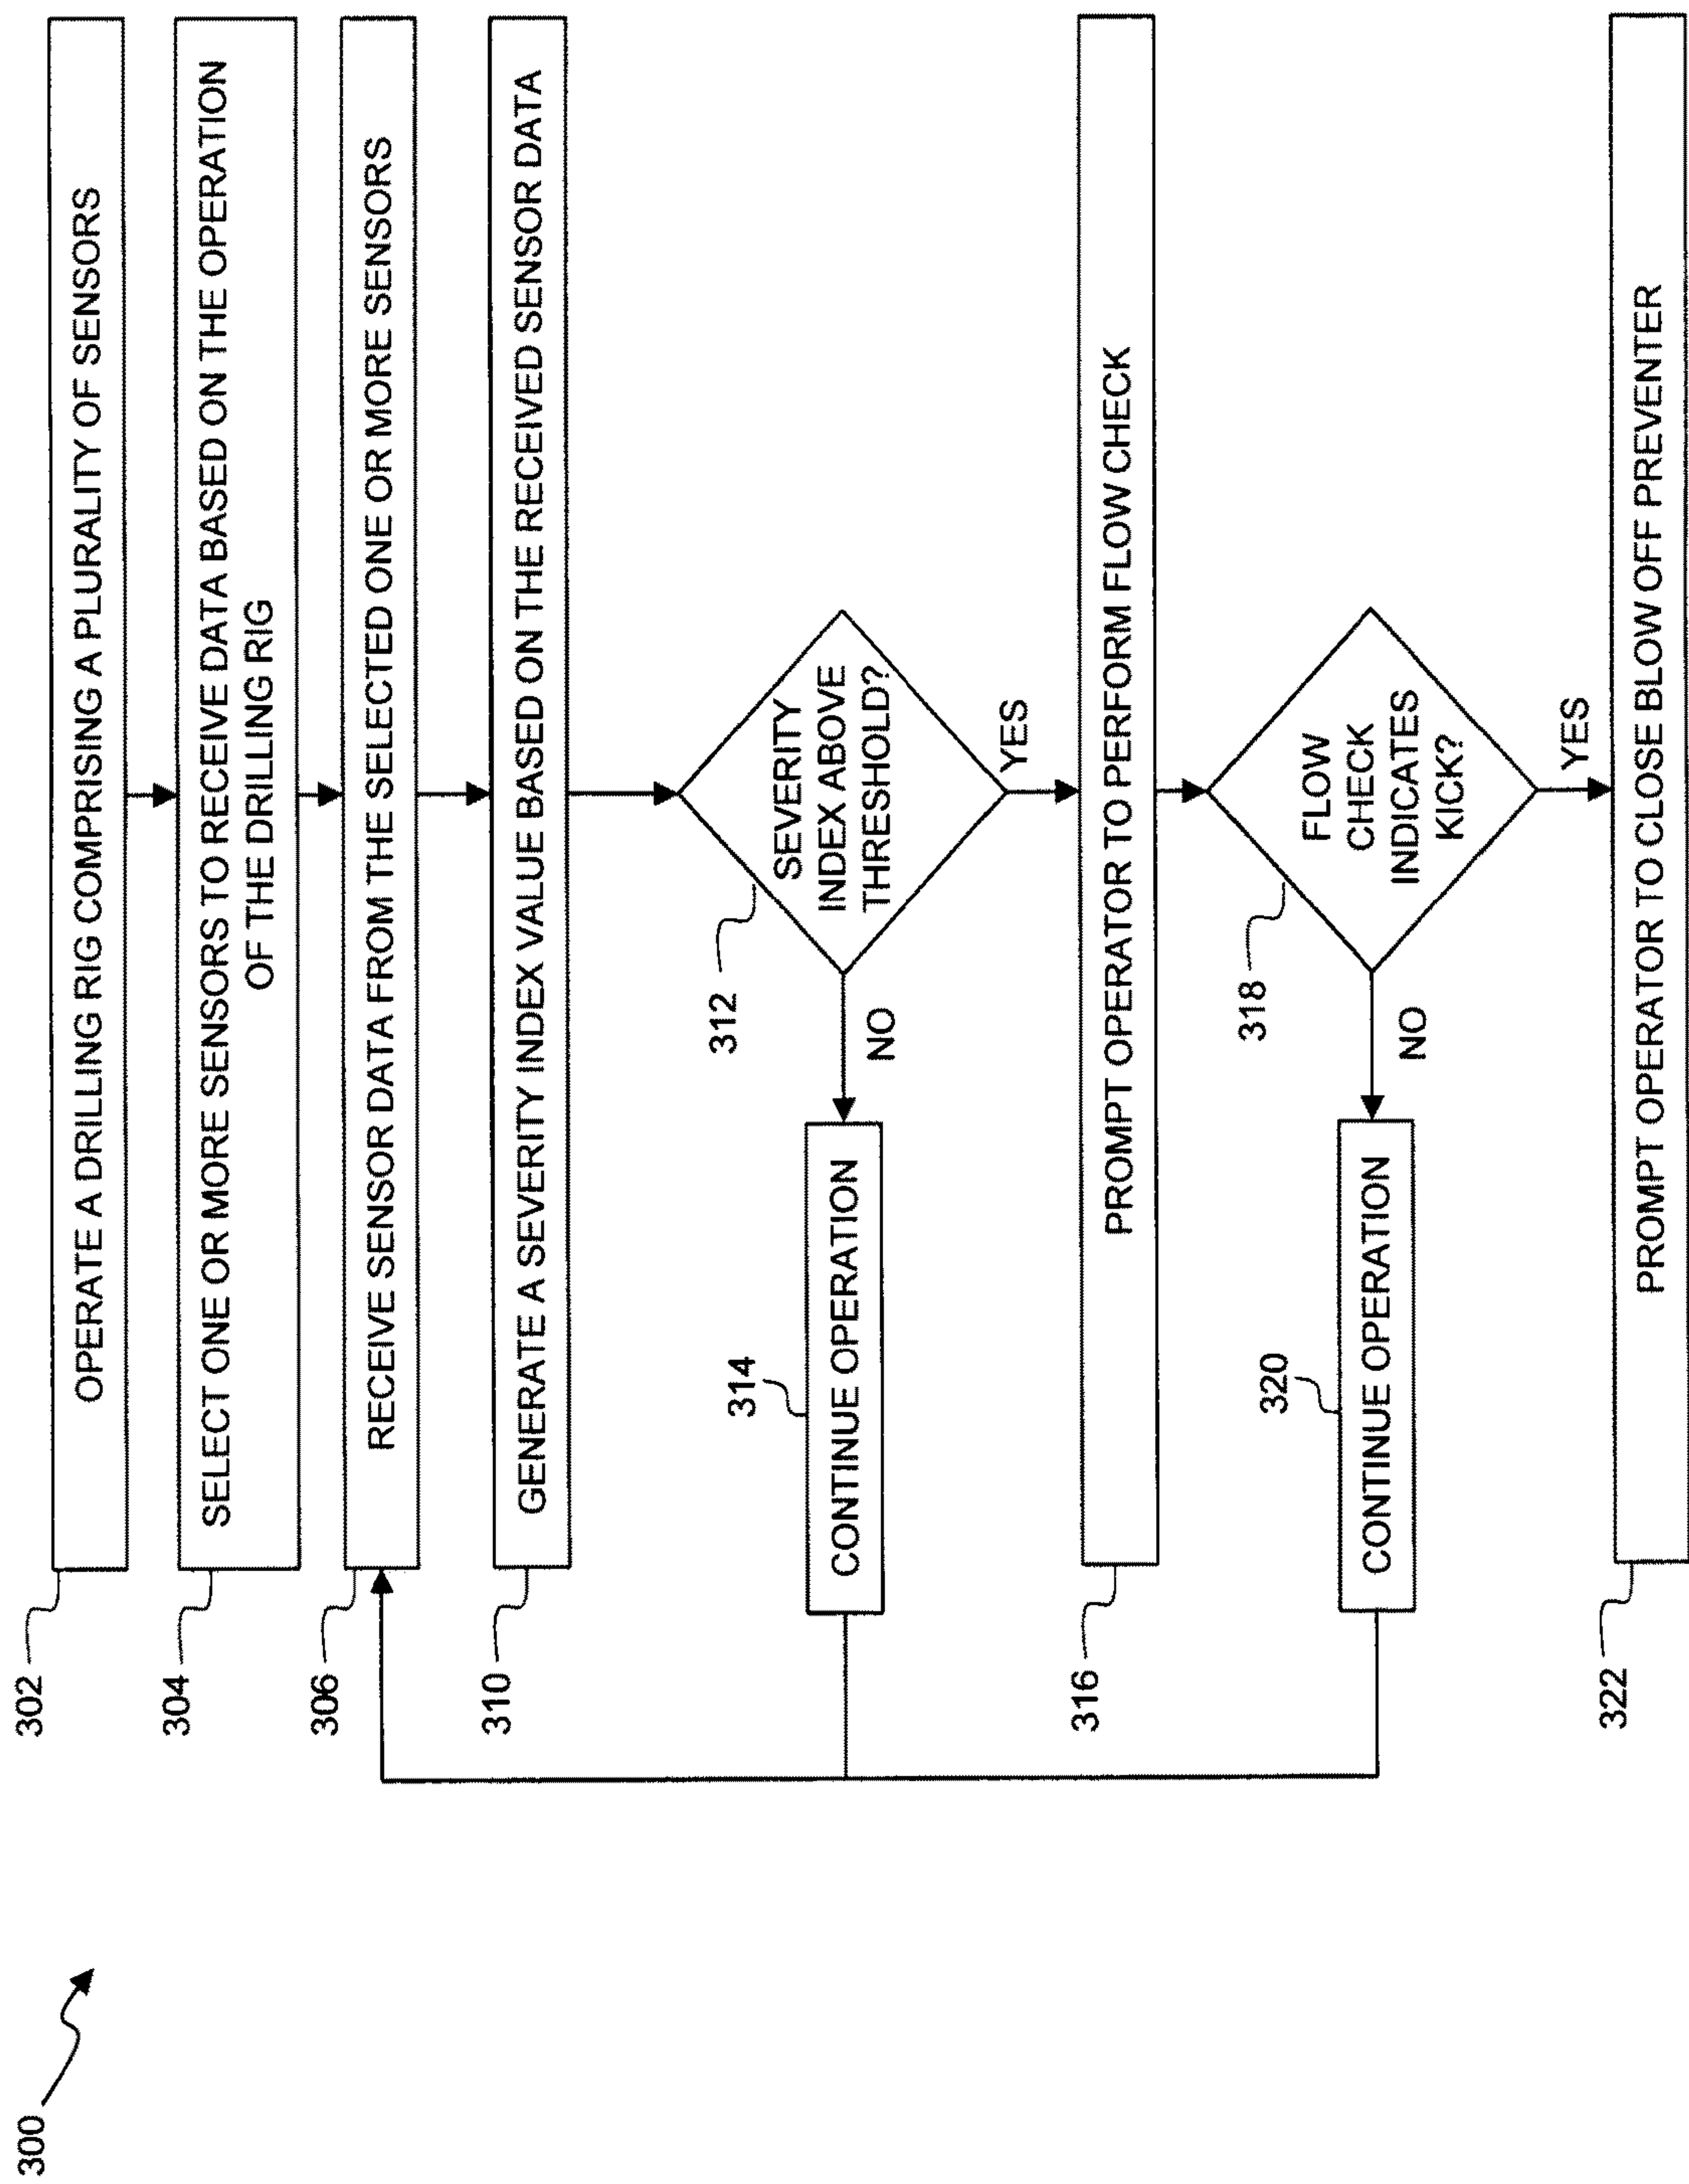 300
302
OPERATE A DRILLING RIG COMPRISING A PLURALITY OF SENSORS
304
SELECT ONE OR MORE SENSORS TO RECEIVE DATA BASED ON THE OPERATION
OF THE DRILLING RIG
306
RECEIVE SENSOR DATA FROM THE SELECTED ONE OR MORE SENSORS
310
GENERATE A SEVERITY INDEX VALUE BASED ON THE RECEIVED SENSOR DATA
312
SEVERITY
INDEX ABOVE
THRESHOLD?
NO
314
CONTINUE OPERATION
YES
316
PROMPT OPERATOR TO PERFORM FLOW CHECK
318
FLOW
CHECK
INDICATES
KICK?
NO
320
CONTINUE OPERATION
YES
322
PROMPT OPERATOR TO CLOSE BLOW OFF PREVENTER